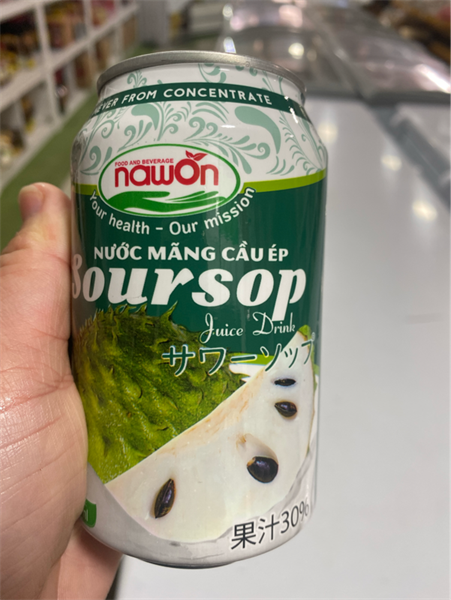 EVER FROM CONCENTRATE
FOOD AND BEVERAGE
nawon
Your health - Our mission
NƯỚC MÃNG CẦU ÉP
Soursop
Juice Drink
サワーソップ
果汁30%